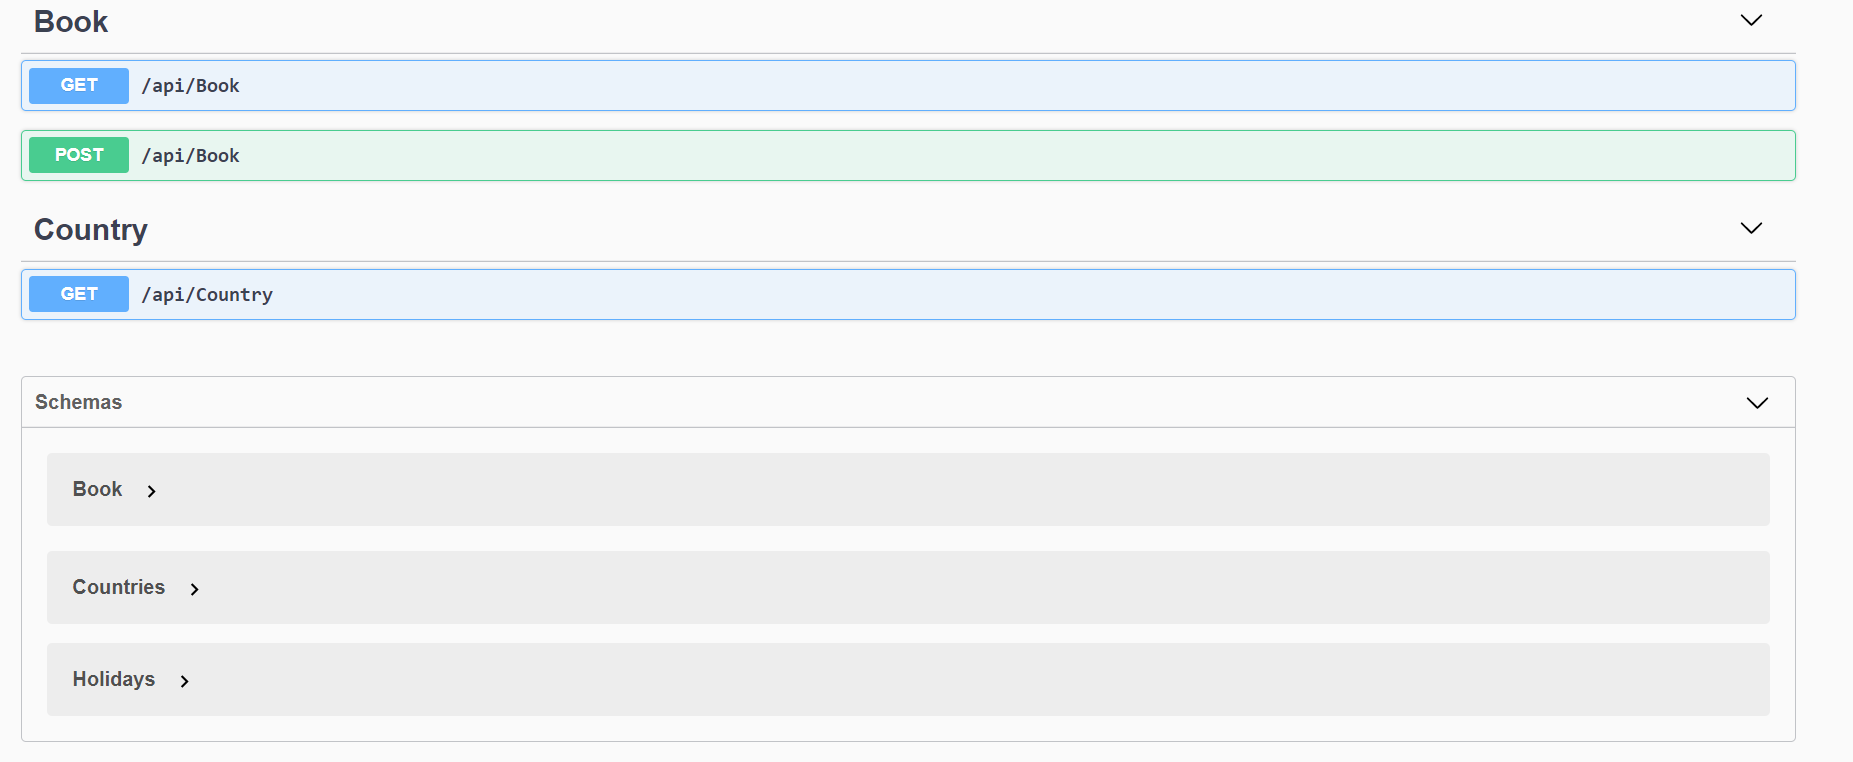 Book
GET /api/Book
POST /api/Book
Country
GET /api/Country
Schemas
Book
Countries
Holidays